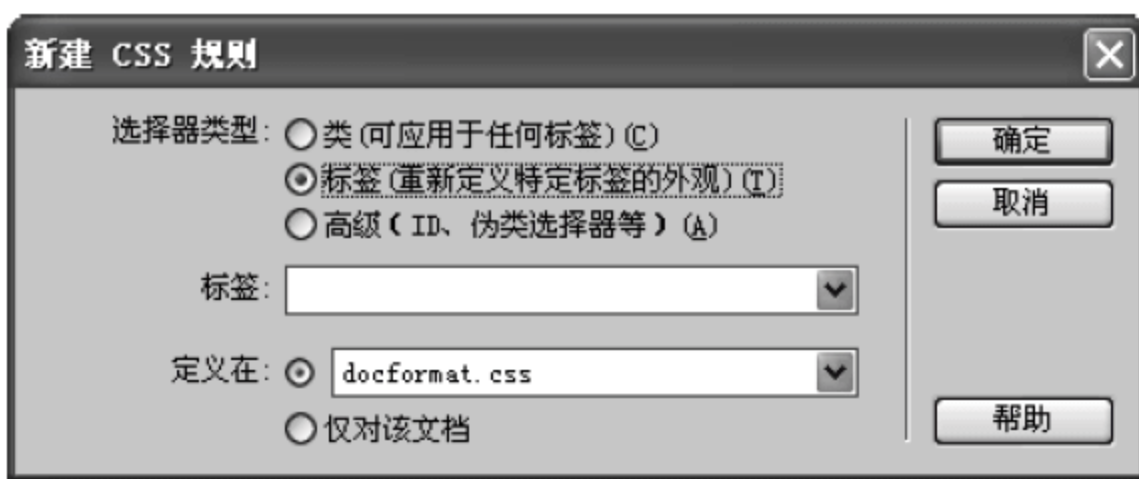 新建 CSS 规则
选择器类型: 类(可应用于任何标签)(C) 确定
标签(重新定义特定标签的外观)(T)
取消
高级( ID、伪类选择器等 )(A)
标签:
定义在: docformat.css
仅对该文档 帮助